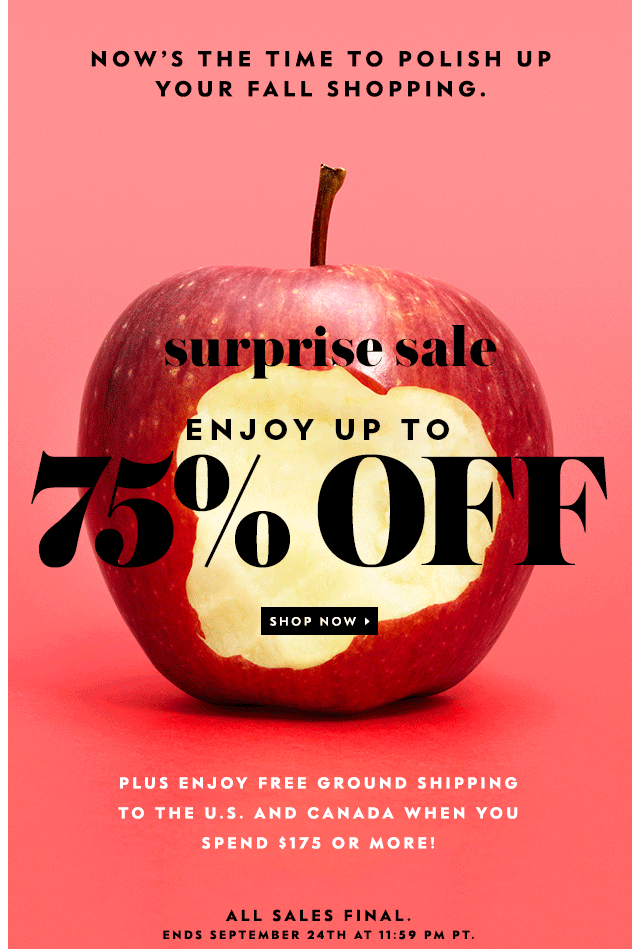 NOW'S THE TIME TO POLISH UP
YOUR FALL SHOPPING.
surprise sale
ENJOY UP TO
75% OFF
SHOP NOW
PLUS ENJOY FREE GROUND SHIPPING
TO THE U.S. AND CANADA WHEN YOU
SPEND $175 OR MORE!
ALL SALES FINAL.
ENDS SEPTEMBER 24TH AT 11:59 PM PT.